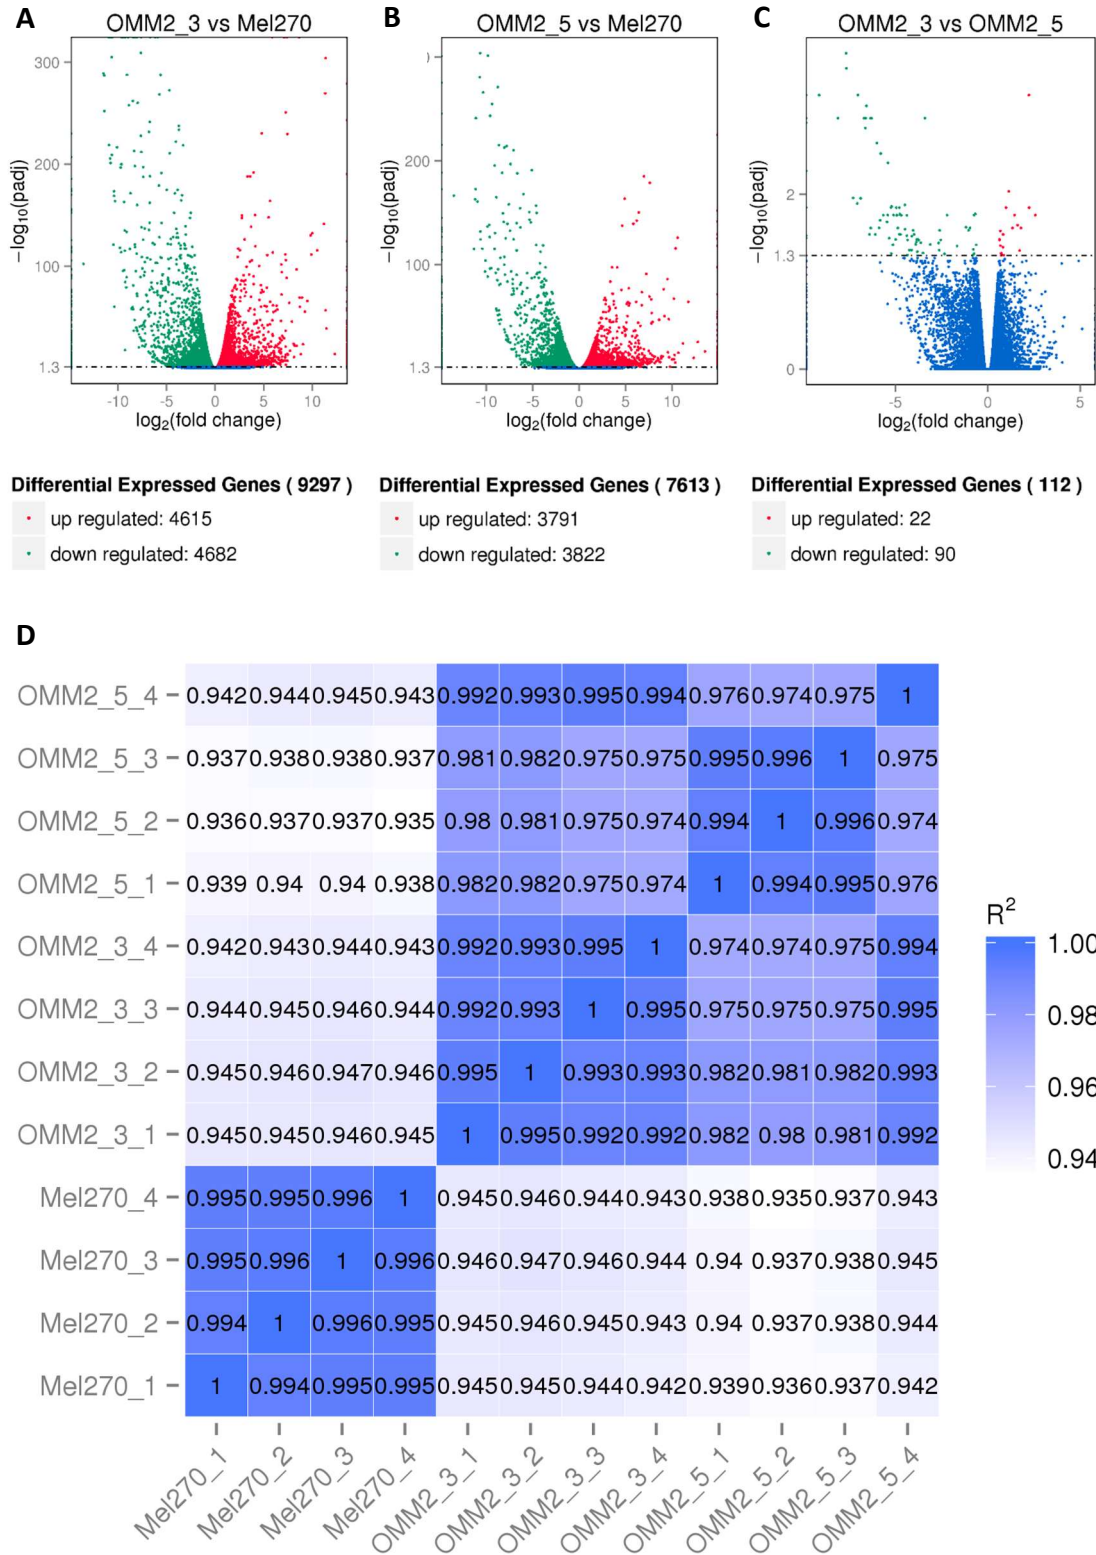 A
OMM2_3 vs Mel270
B
OMM2_5 vs Mel270
C
OMM2_3 vs OMM2_5
−log10(padj)
300
200
100
1.3
-10 -5 0 5 10
log2(fold change)
−log10(padj)
200
100
1.3
-10 -5 0 5 10
log2(fold change)
−log10(padj)
2
1.3
0
-5 0 5
log2(fold change)
Differential Expressed Genes ( 9297 )
up regulated: 4615
down regulated: 4682
Differential Expressed Genes ( 7613 )
up regulated: 3791
down regulated: 3822
Differential Expressed Genes ( 112 )
up regulated: 22
down regulated: 90
D
OMM2_5_4 0.942 0.944 0.945 0.943 0.992 0.993 0.995 0.994 0.976 0.974 0.975 1
OMM2_5_3 0.937 0.938 0.938 0.937 0.981 0.982 0.975 0.975 0.995 0.996 1 0.975
OMM2_5_2 0.936 0.937 0.937 0.935 0.98 0.981 0.975 0.974 0.994 1 0.996 0.974
OMM2_5_1 0.939 0.94 0.94 0.938 0.982 0.982 0.975 0.974 1 0.994 0.995 0.976
OMM2_3_4 0.942 0.943 0.944 0.943 0.992 0.993 0.995 1 0.974 0.974 0.975 0.994
OMM2_3_3 0.944 0.945 0.946 0.944 0.992 0.993 1 0.995 0.975 0.975 0.975 0.995
OMM2_3_2 0.945 0.946 0.947 0.946 0.995 1 0.993 0.993 0.982 0.981 0.982 0.993
OMM2_3_1 0.945 0.945 0.946 0.945 1 0.995 0.992 0.992 0.982 0.98 0.981 0.992
Mel270_4 0.995 0.995 0.996 1 0.945 0.946 0.944 0.943 0.938 0.935 0.937 0.943
Mel270_3 0.995 0.996 1 0.996 0.946 0.947 0.946 0.944 0.94 0.937 0.938 0.945
Mel270_2 0.994 1 0.996 0.995 0.945 0.946 0.945 0.943 0.94 0.937 0.938 0.944
Mel270_1 1 0.994 0.995 0.995 0.945 0.945 0.944 0.942 0.939 0.936 0.937 0.942
Mel270_1 Mel270_2 Mel270_3 Mel270_4 OMM2_3_1 OMM2_3_2 OMM2_3_3 OMM2_3_4 OMM2_5_1 OMM2_5_2 OMM2_5_3 OMM2_5_4
R2
1.00
0.98
0.96
0.94